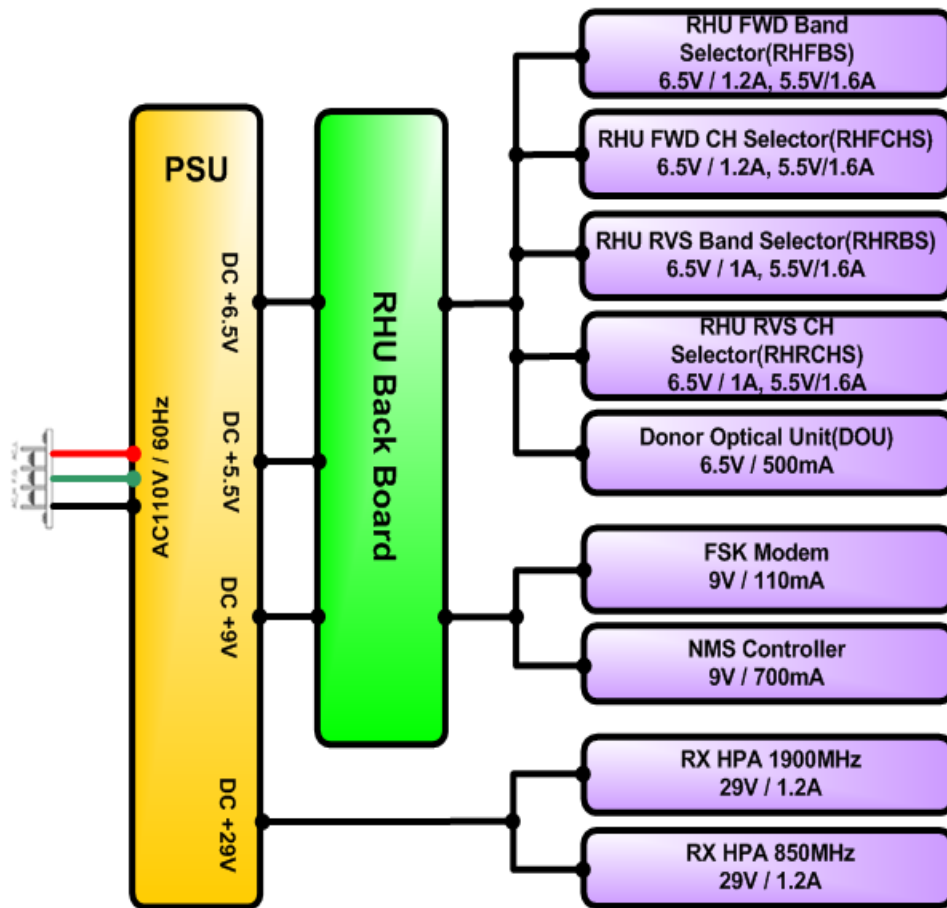 RHU FWD Band
Selector(RHFBS)
6.5V / 1.2A, 5.5V/1.6A
RHU FWD CH Selector(RHFCHS)
6.5V / 1.2A, 5.5V/1.6A
RHU RVS Band Selector(RHRBS)
6.5V / 1A, 5.5V/1.6A
RHU RVS CH
Selector(RHRCHS)
6.5V / 1A, 5.5V/1.6A
Donor Optical Unit(DOU)
6.5V / 500mA
FSK Modem
9V / 110mA
NMS Controller
9V / 700mA
RX HPA 1900MHz
29V / 1.2A
RX HPA 850MHz
29V / 1.2A
PSU
DC +6.5V
DC +5.5V
DC +9V
DC +29V
AC110V / 60Hz
RHU Back Board